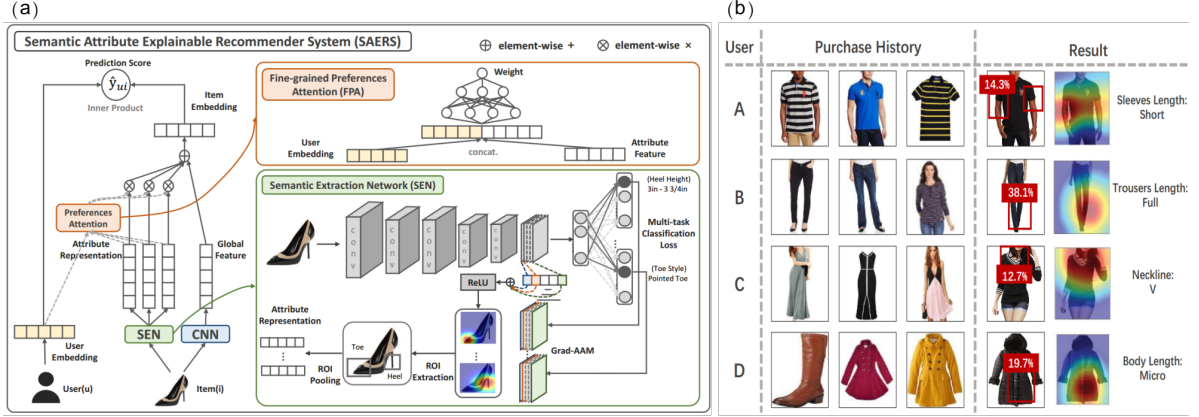 (a)
Semantic Attribute Explainable Recommender System (SAERS)
⊕ element-wise +
⊗ element-wise ×
Prediction Score
ŷui
Inner Product
Item
Embedding
Preferences
Attention
Attribute
Representation
Global
Feature
SEN
CNN
User
Embedding
User(u)
Item(i)
Fine-grained Preferences
Attention (FPA)
Weight
User
Embedding
concat.
Attribute
Feature
Semantic Extraction Network (SEN)
(Heel Height)
3in - 3 3/4in
conv
conv
conv
conv
conv
Multi-task
Classification
Loss
(Toe Style)
Pointed Toe
ReLU
Attribute
Representation
Toe
Heel
ROI
Pooling
ROI
Extraction
Grad-AAM
(b)
User
Purchase History
Result
A
14.3%
Sleeves Length:
Short
B
38.1%
Trousers Length:
Full
C
12.7%
Neckline:
V
D
19.7%
Body Length:
Micro